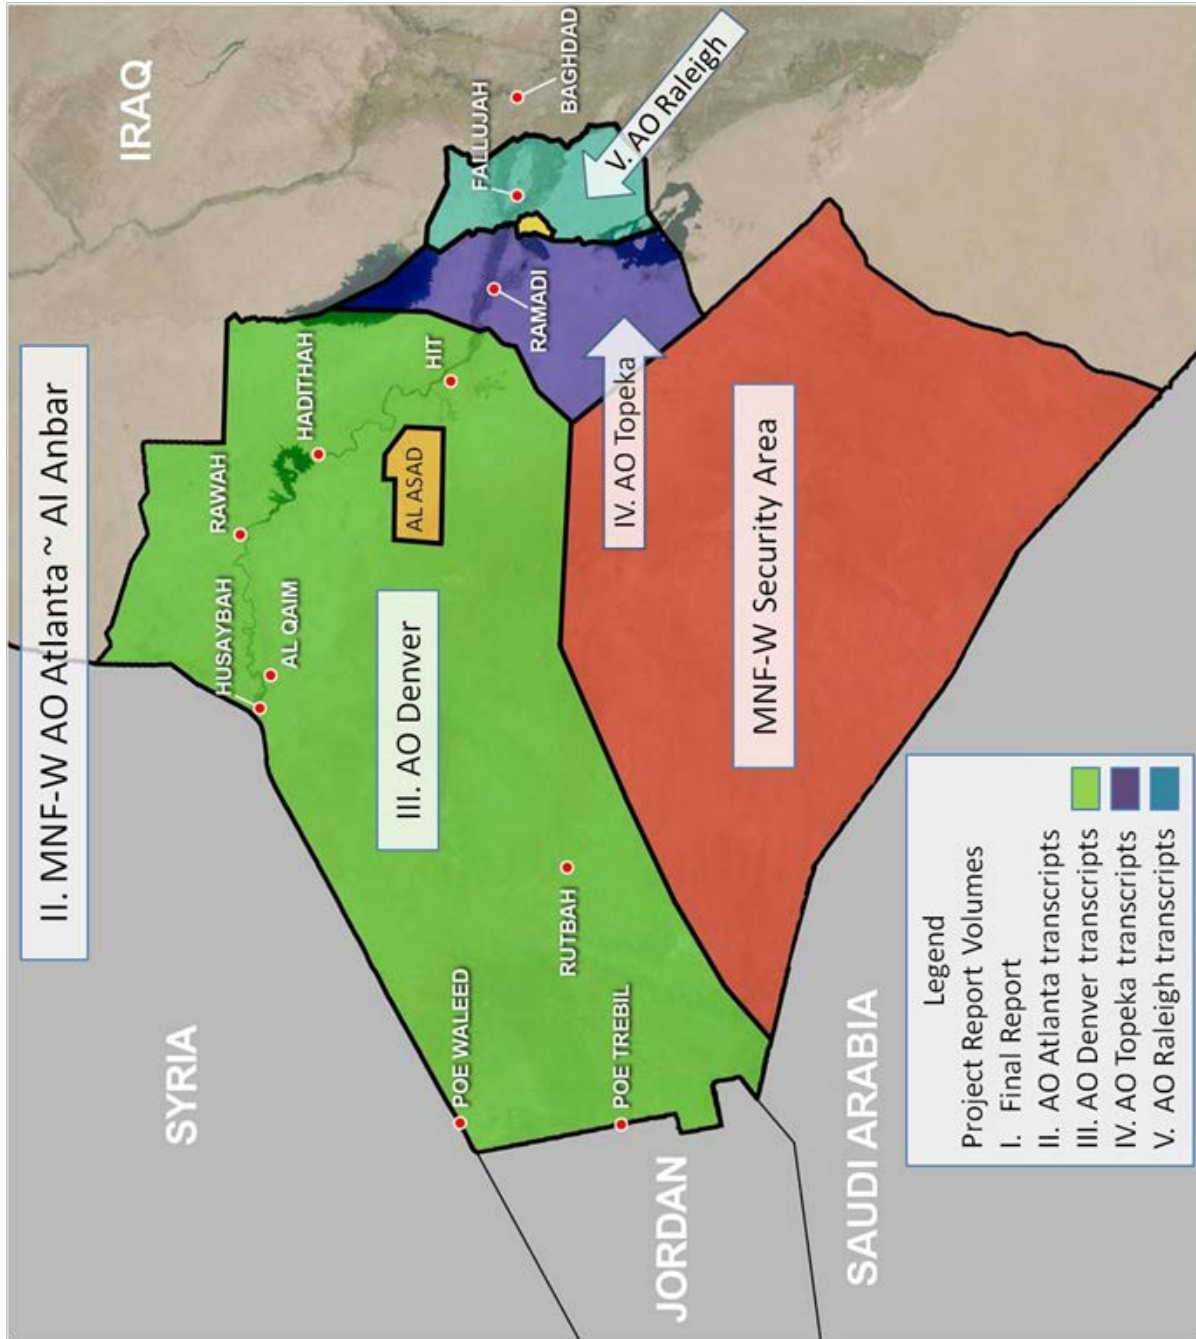 II. MNF-W AO Atlanta ~ Al Anbar
IRAQ
SYRIA
JORDAN
SAUDI ARABIA
HUSAYBAH
AL QAIM
RAWAH
HADITHAH
HIT
AL ASAD
RAMADI
FALLUJAH
BAGHDAD
POE WALEED
POE TREBIL
RUTBAH
III. AO Denver
IV. AO Topeka
V. AO Raleigh
MNF-W Security Area
Legend
Project Report Volumes
I. Final Report
II. AO Atlanta transcripts
III. AO Denver transcripts
IV. AO Topeka transcripts
V. AO Raleigh transcripts